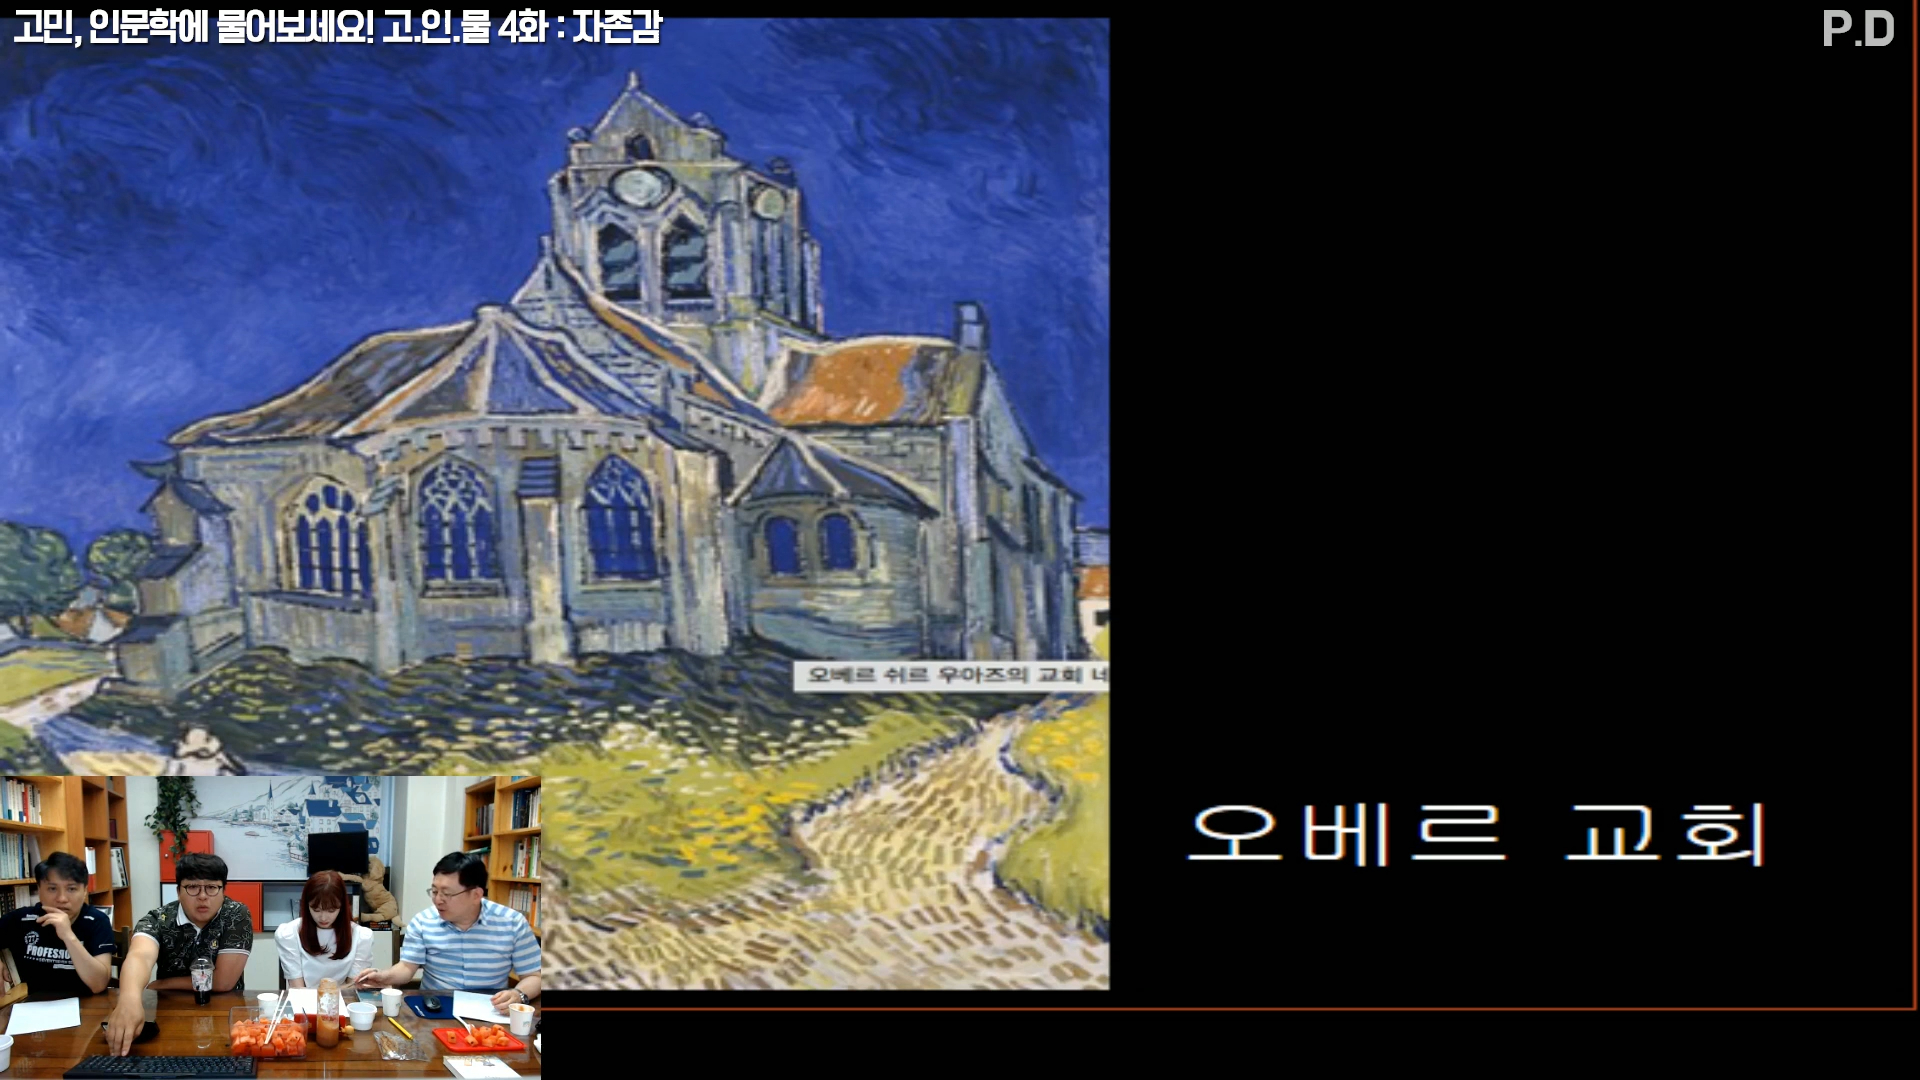 고민, 인문학에 물어보세요! 고.인.물 4화 : 자존감
P.D
오베르 쉬르 우아즈의 교회 네
오베르 교회